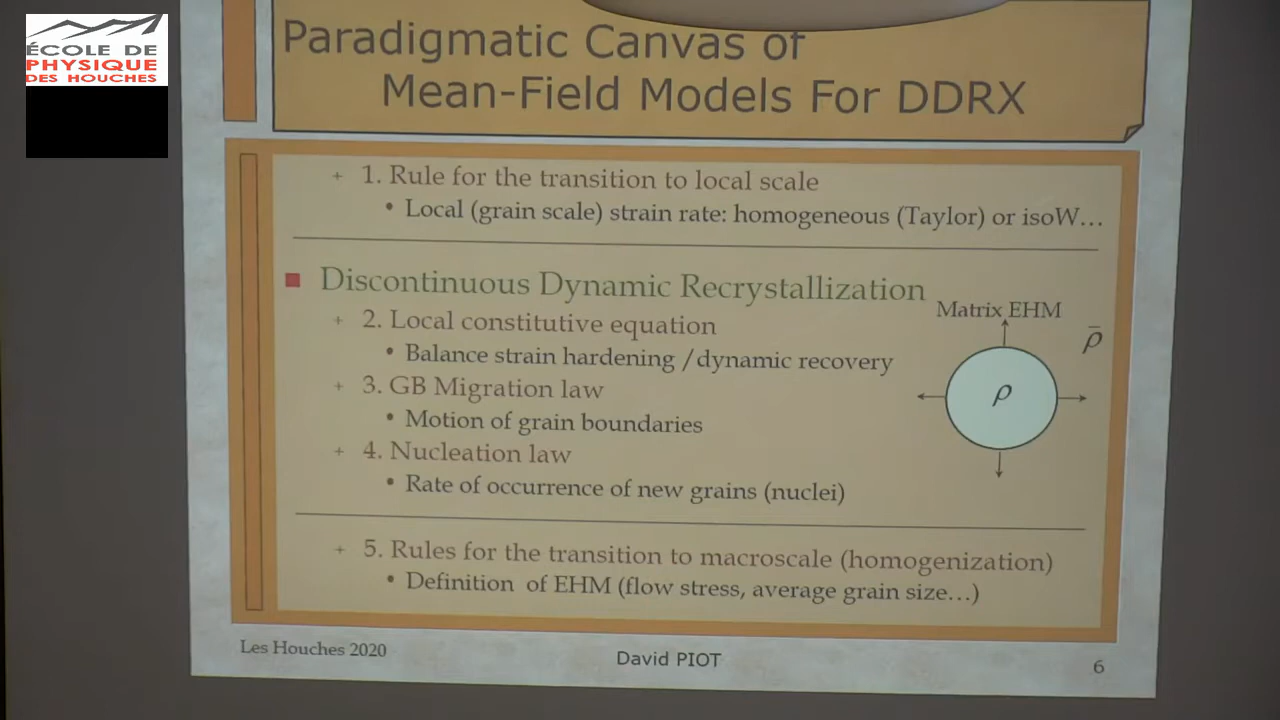 ÉCOLE DE
PHYSIQUE
DES HOUCHES
Paradigmatic Canvas of
Mean-Field Models For DDRX
+ 1. Rule for the transition to local scale
• Local (grain scale) strain rate: homogeneous (Taylor) or isoW…
Discontinuous Dynamic Recrystallization
+ 2. Local constitutive equation
• Balance strain hardening /dynamic recovery
+ 3. GB Migration law
• Motion of grain boundaries
+ 4. Nucleation law
• Rate of occurrence of new grains (nuclei)
Matrix EHM
ρ̄
ρ
+ 5. Rules for the transition to macroscale (homogenization)
• Definition of EHM (flow stress, average grain size…)
Les Houches 2020
David PIOT
6